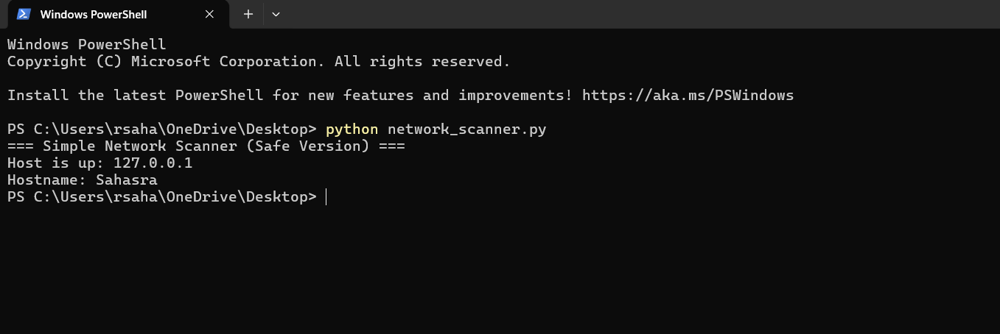 Windows PowerShell
Windows PowerShell
Copyright (C) Microsoft Corporation. All rights reserved.
Install the latest PowerShell for new features and improvements! https://aka.ms/PSWindows
PS C:\Users\rsaha\OneDrive\Desktop> python network_scanner.py
=== Simple Network Scanner (Safe Version) ===
Host is up: 127.0.0.1
Hostname: Sahasra
PS C:\Users\rsaha\OneDrive\Desktop>